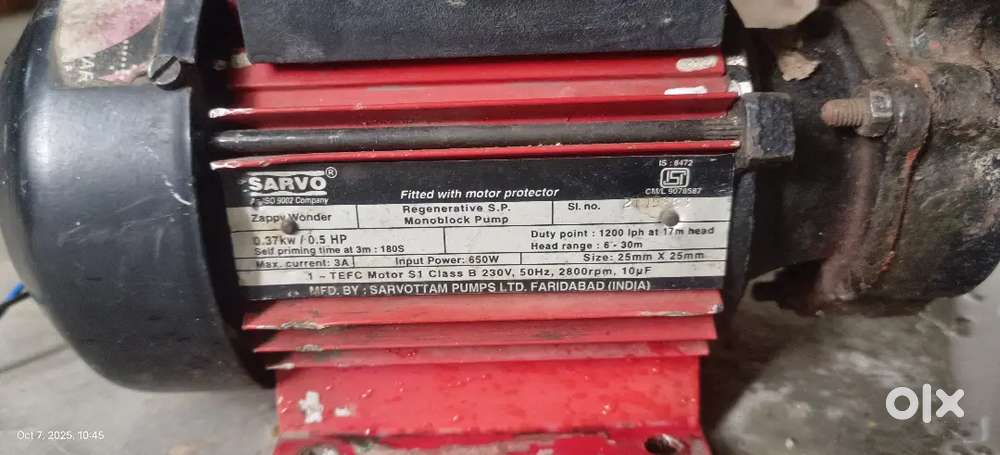 SARVO®
An ISO 9002 Company
Fitted with motor protector
IS : 8472
ISI
CM/L 9078587
Zappy Wonder
Regenerative S.P.
Monoblock Pump
Sl. no.
0.37kw / 0.5 HP
Self priming time at 3m : 180S
Duty point : 1200 lph at 17m head
Head range : 6 - 30m
Max. current: 3A
Input Power: 650W
Size: 25mm X 25mm
1 ~ TEFC Motor S1 Class B 230V, 50Hz, 2800rpm, 10µF
MFD. BY : SARVOTTAM PUMPS LTD. FARIDABAD (INDIA)
Oct 7, 2025, 10:45
olx